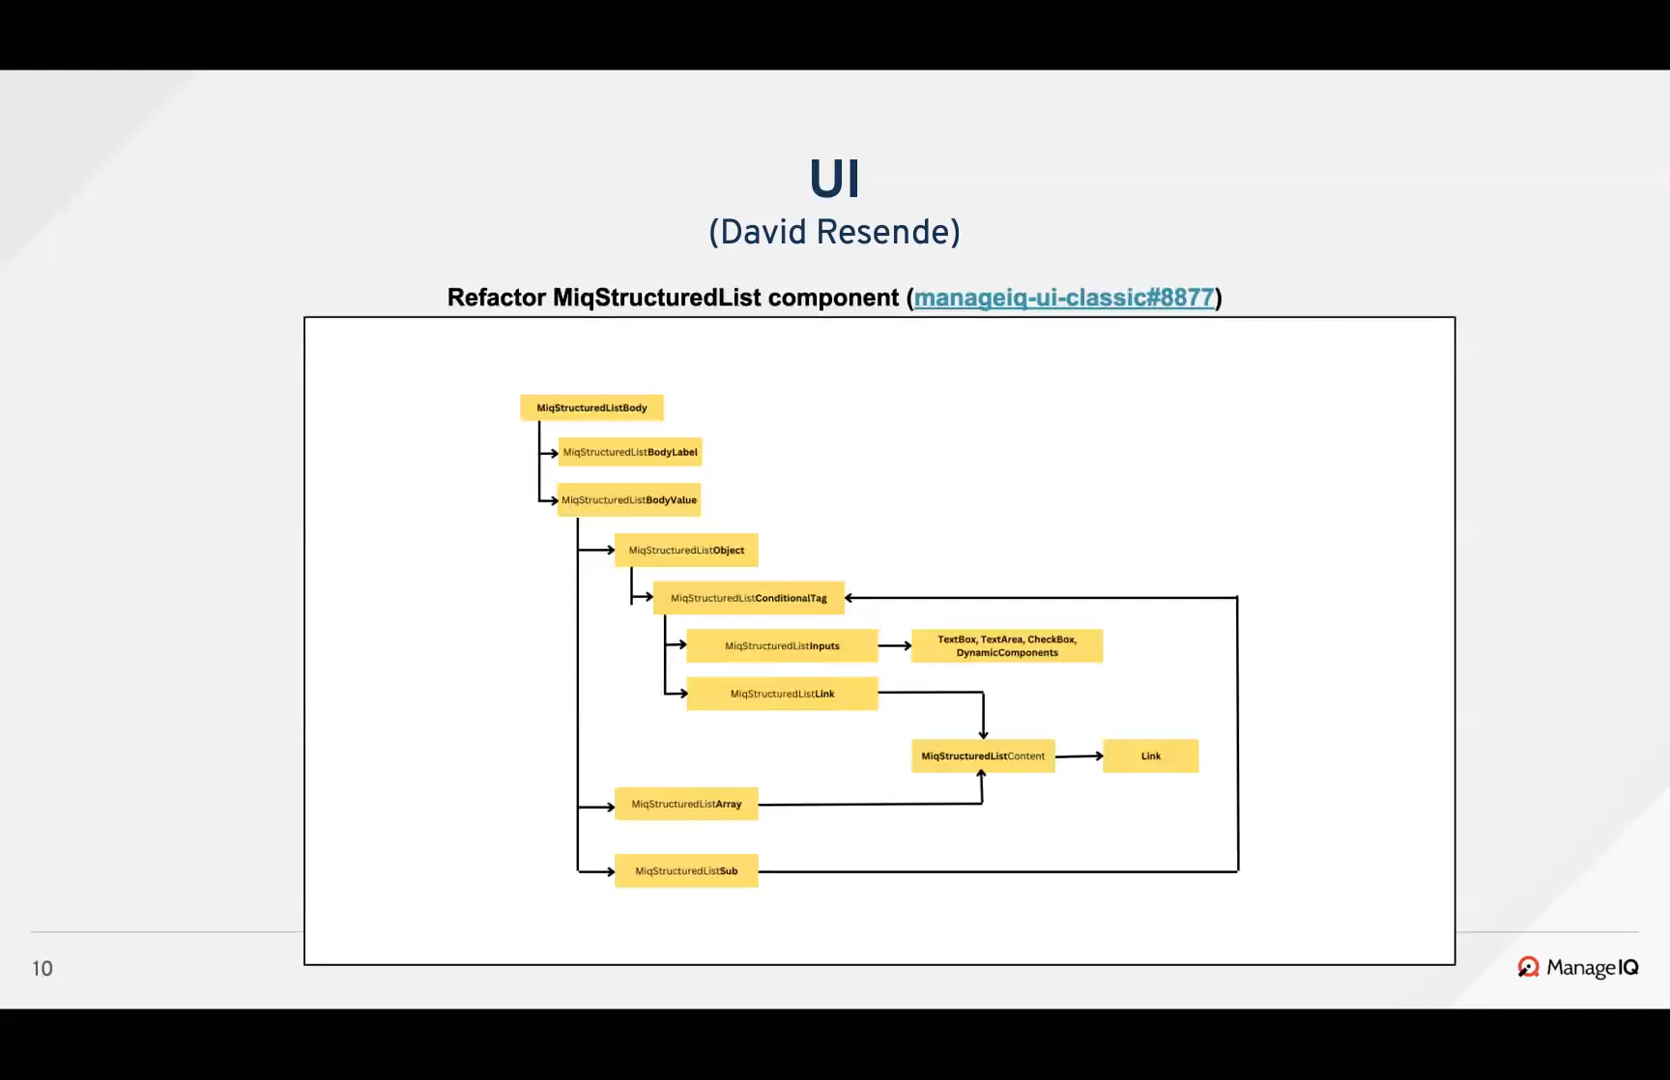 UI
(David Resende)
Refactor MiqStructuredList component (manageiq-ui-classic#8877)
MiqStructuredListBody
MiqStructuredListBodyLabel
MiqStructuredListBodyValue
MiqStructuredListObject
MiqStructuredListConditionalTag
MiqStructuredListInputs
TextBox, TextArea, CheckBox,
DynamicComponents
MiqStructuredListLink
MiqStructuredListContent
Link
MiqStructuredListArray
MiqStructuredListSub
10
ManageIQ